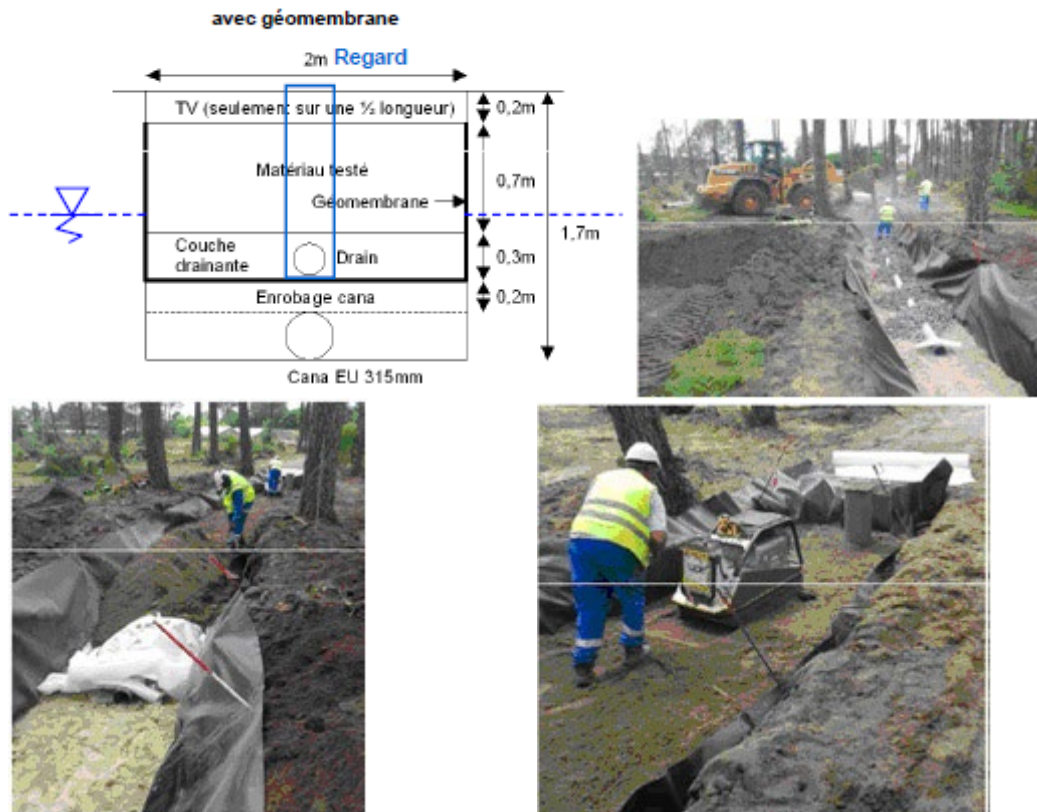 avec géomembrane
2m Regard
TV (seulement sur une ½ longueur)
0,2m
Matériau testé
0,7m
Géomembrane
1,7m
Couche
drainante
Drain
0,3m
Enrobage cana
0,2m
Cana EU 315mm